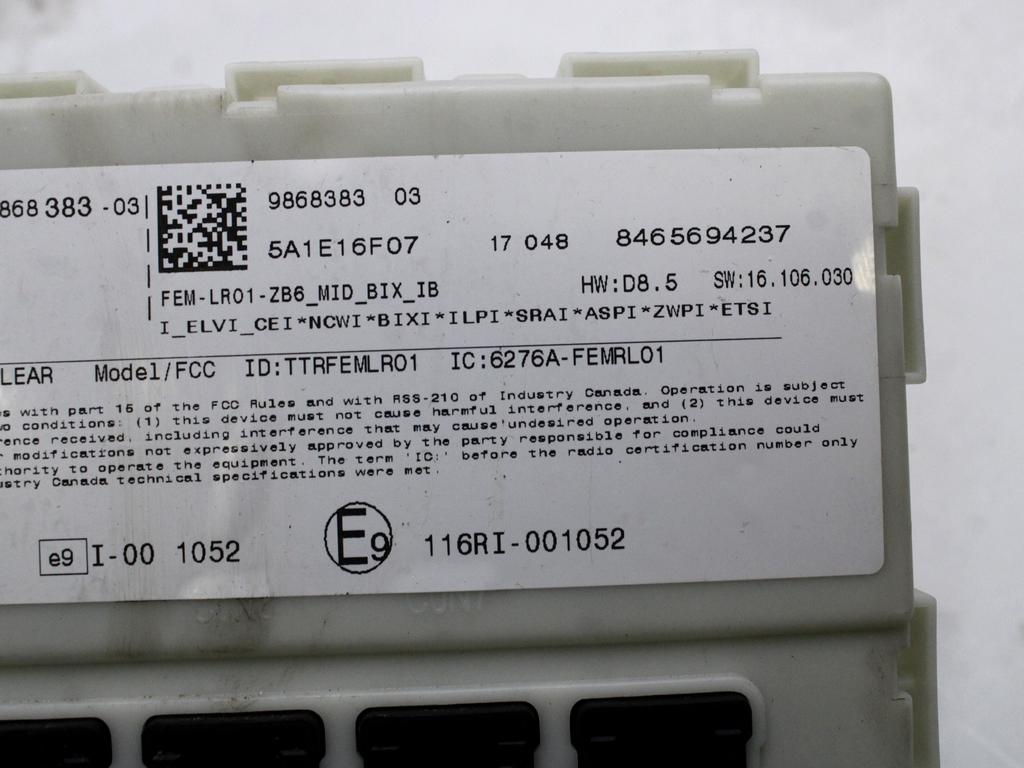 868 383 -03
9868383 03
5A1E16F07 17 048 8465694237
FEM-LR01-ZB6_MID_BIX_IB HW:D8.5 SW:16.106.030
I_ELVI_CEI*NCWI*BIXI*ILPI*SRAI*ASPI*ZWPI*ETSI
LEAR Model/FCC ID:TTRFEMLR01 IC:6276A-FEMRL01
s with part 15 of the FCC Rules and with RSS-210 of Industry Canada. Operation is subject
wo conditions: (1) this device must not cause harmful interference, and (2) this device must
rence received, including interference that may cause undesired operation.
r modifications not expressively approved by the party responsible for compliance could
thority to operate the equipment. The term 'IC:' before the radio certification number only
ustry Canada technical specifications were met.
e9 I-00 1052 E9 116RI-001052